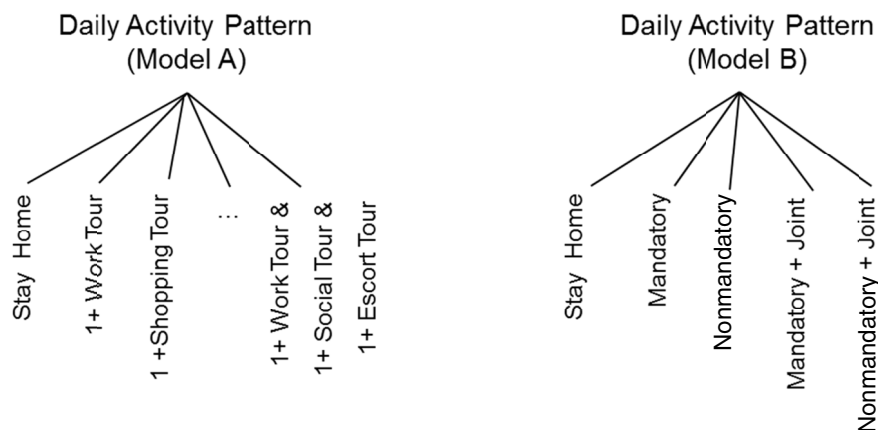 Daily Activity Pattern
(Model A)
Stay Home
1+ Work Tour
1 +Shopping Tour
...
1+ Work Tour &
1+ Social Tour &
1+ Escort Tour
Daily Activity Pattern
(Model B)
Stay Home
Mandatory
Nonmandatory
Mandatory + Joint
Nonmandatory + Joint